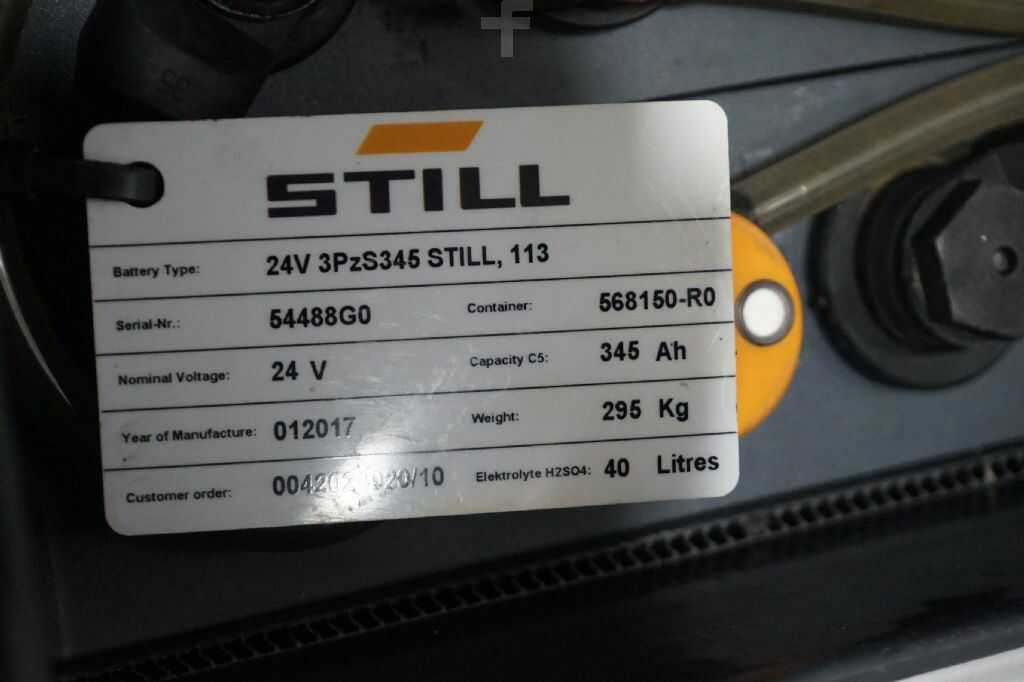 STILL
Battery Type: 24V 3PzS345 STILL, 113
Serial-Nr.: 54488G0 Container: 568150-R0
Nominal Voltage: 24 V Capacity C5: 345 Ah
Year of Manufacture: 012017 Weight: 295 Kg
Customer order: Elektrolyte H2SO4: 40 Litres